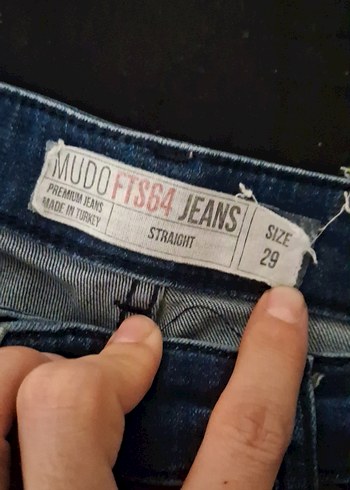 MUDO FTS64 JEANS
PREMIUM JEANS
MADE IN TURKEY
STRAIGHT
SIZE
29